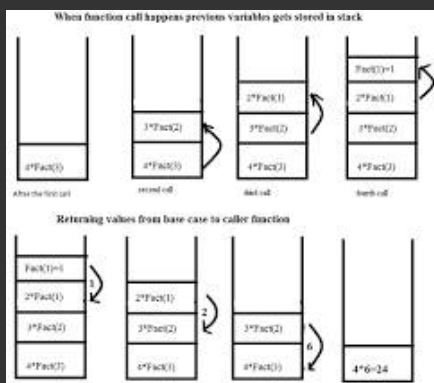 When function call happens previous variables gets stored in stack
Fact(1)=1
2*Fact(1)
2*Fact(1)
3*Fact(2)
3*Fact(2)
3*Fact(2)
4*Fact(3)
4*Fact(3)
4*Fact(3)
4*Fact(3)
After the first call
second call
third call
fourth call
Returning values from base case to caller function
Fact(1)=1
1
2*Fact(1)
2*Fact(1)
2
3*Fact(2)
3*Fact(2)
3*Fact(2)
6
4*Fact(3)
4*Fact(3)
4*Fact(3)
4*6=24